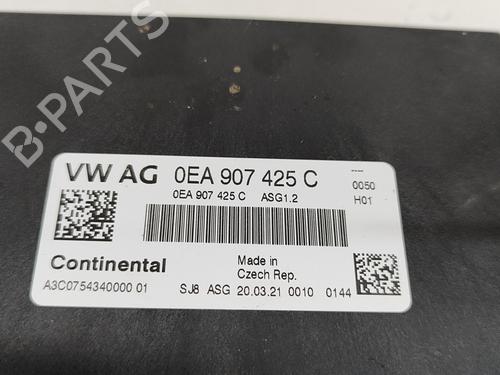 B-PARTS
VW AG 0EA 907 425 C
---
0EA 907 425 C ASG1.2
0050
H01
Continental
Made in
Czech Rep.
A3C0754340000 01
SJ8 ASG 20.03.21 0010 0144